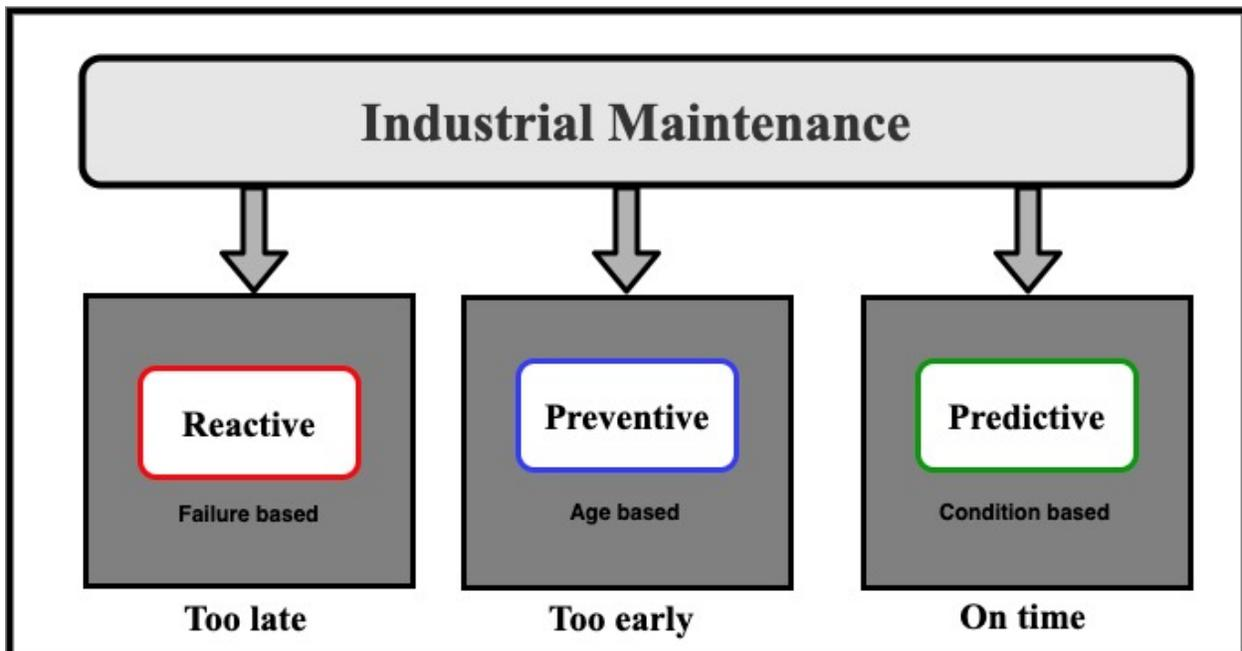 Industrial Maintenance
Reactive
Failure based
Too late
Preventive
Age based
Too early
Predictive
Condition based
On time